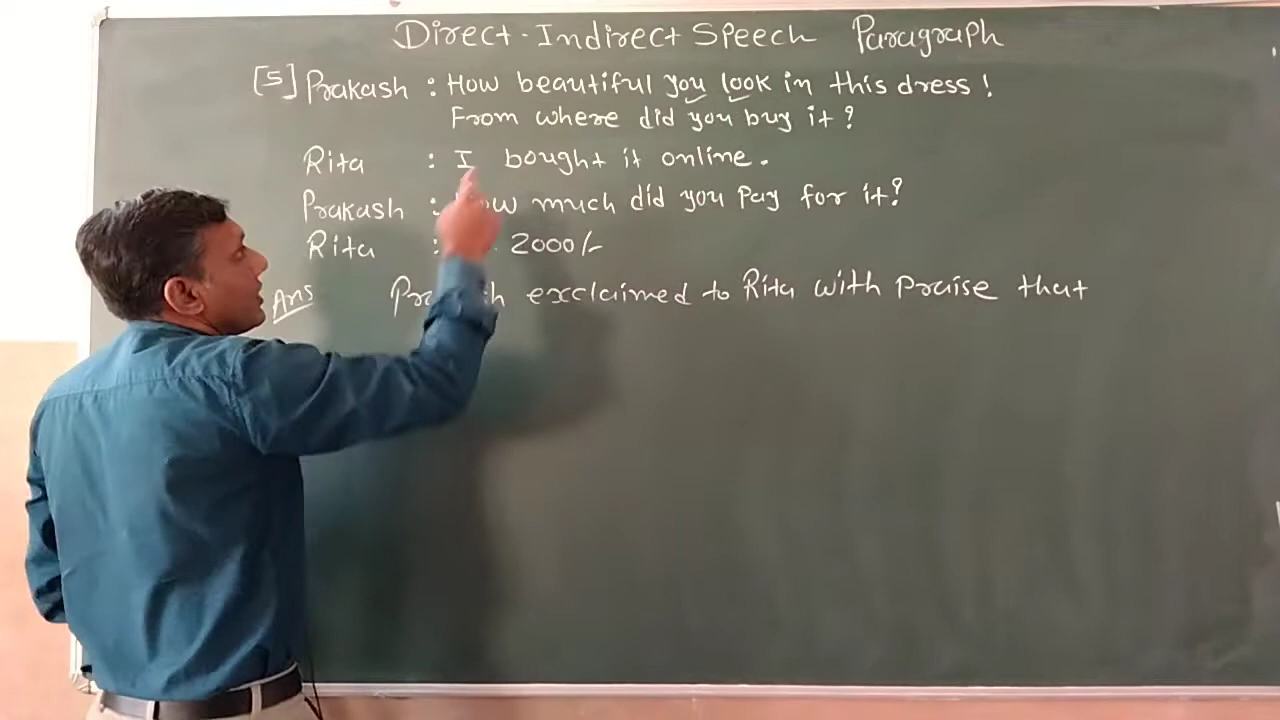 Direct-Indirect Speech Paragraph
[5] Prakash : How beautiful you look in this dress!
From where did you buy it?
Rita : I bought it online.
Prakash : much did you pay for it?
Rita : 2000/-
Ans exclaimed to Rita with praise that